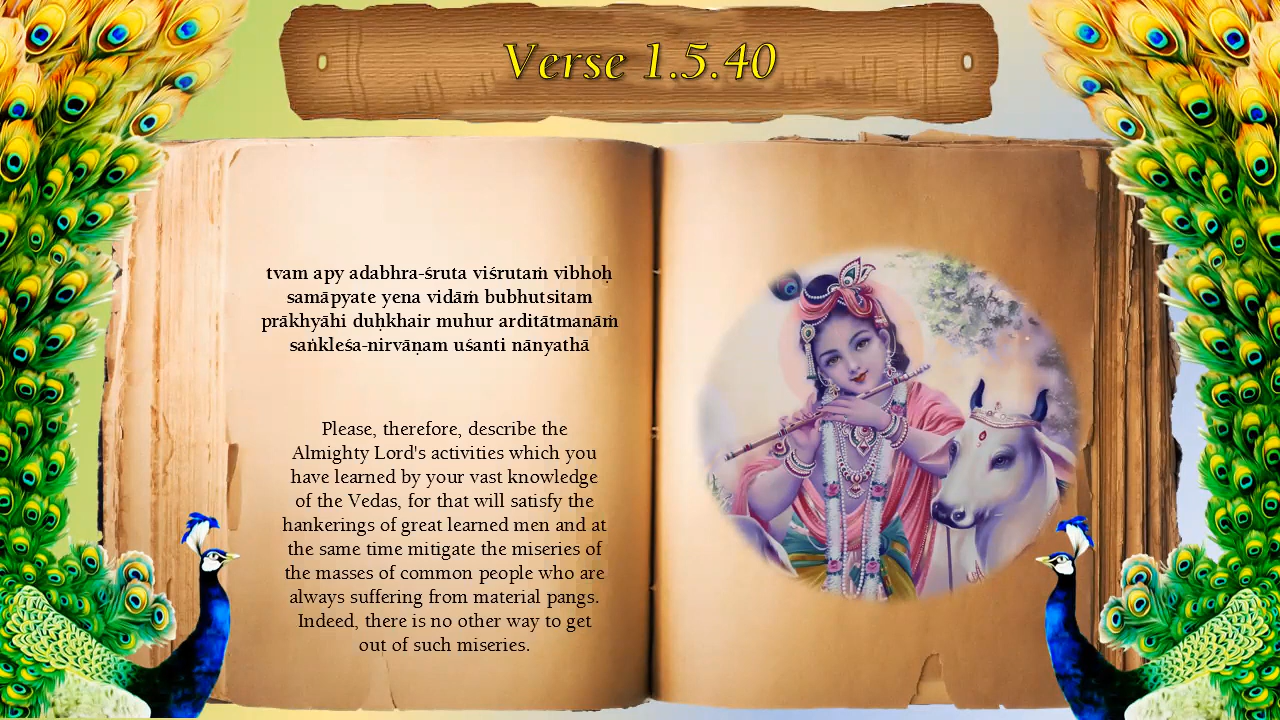 Verse 1.5.40
tvam apy adabhra-śruta viśrutaṁ vibhoḥ
samāpyate yena vidāṁ bubhutsitam
prākhyāhi duḥkhair muhur arditātmanāṁ
saṅkleśa-nirvāṇam uśanti nānyathā
Please, therefore, describe the
Almighty Lord's activities which you
have learned by your vast knowledge
of the Vedas, for that will satisfy the
hankerings of great learned men and at
the same time mitigate the miseries of
the masses of common people who are
always suffering from material pangs.
Indeed, there is no other way to get
out of such miseries.